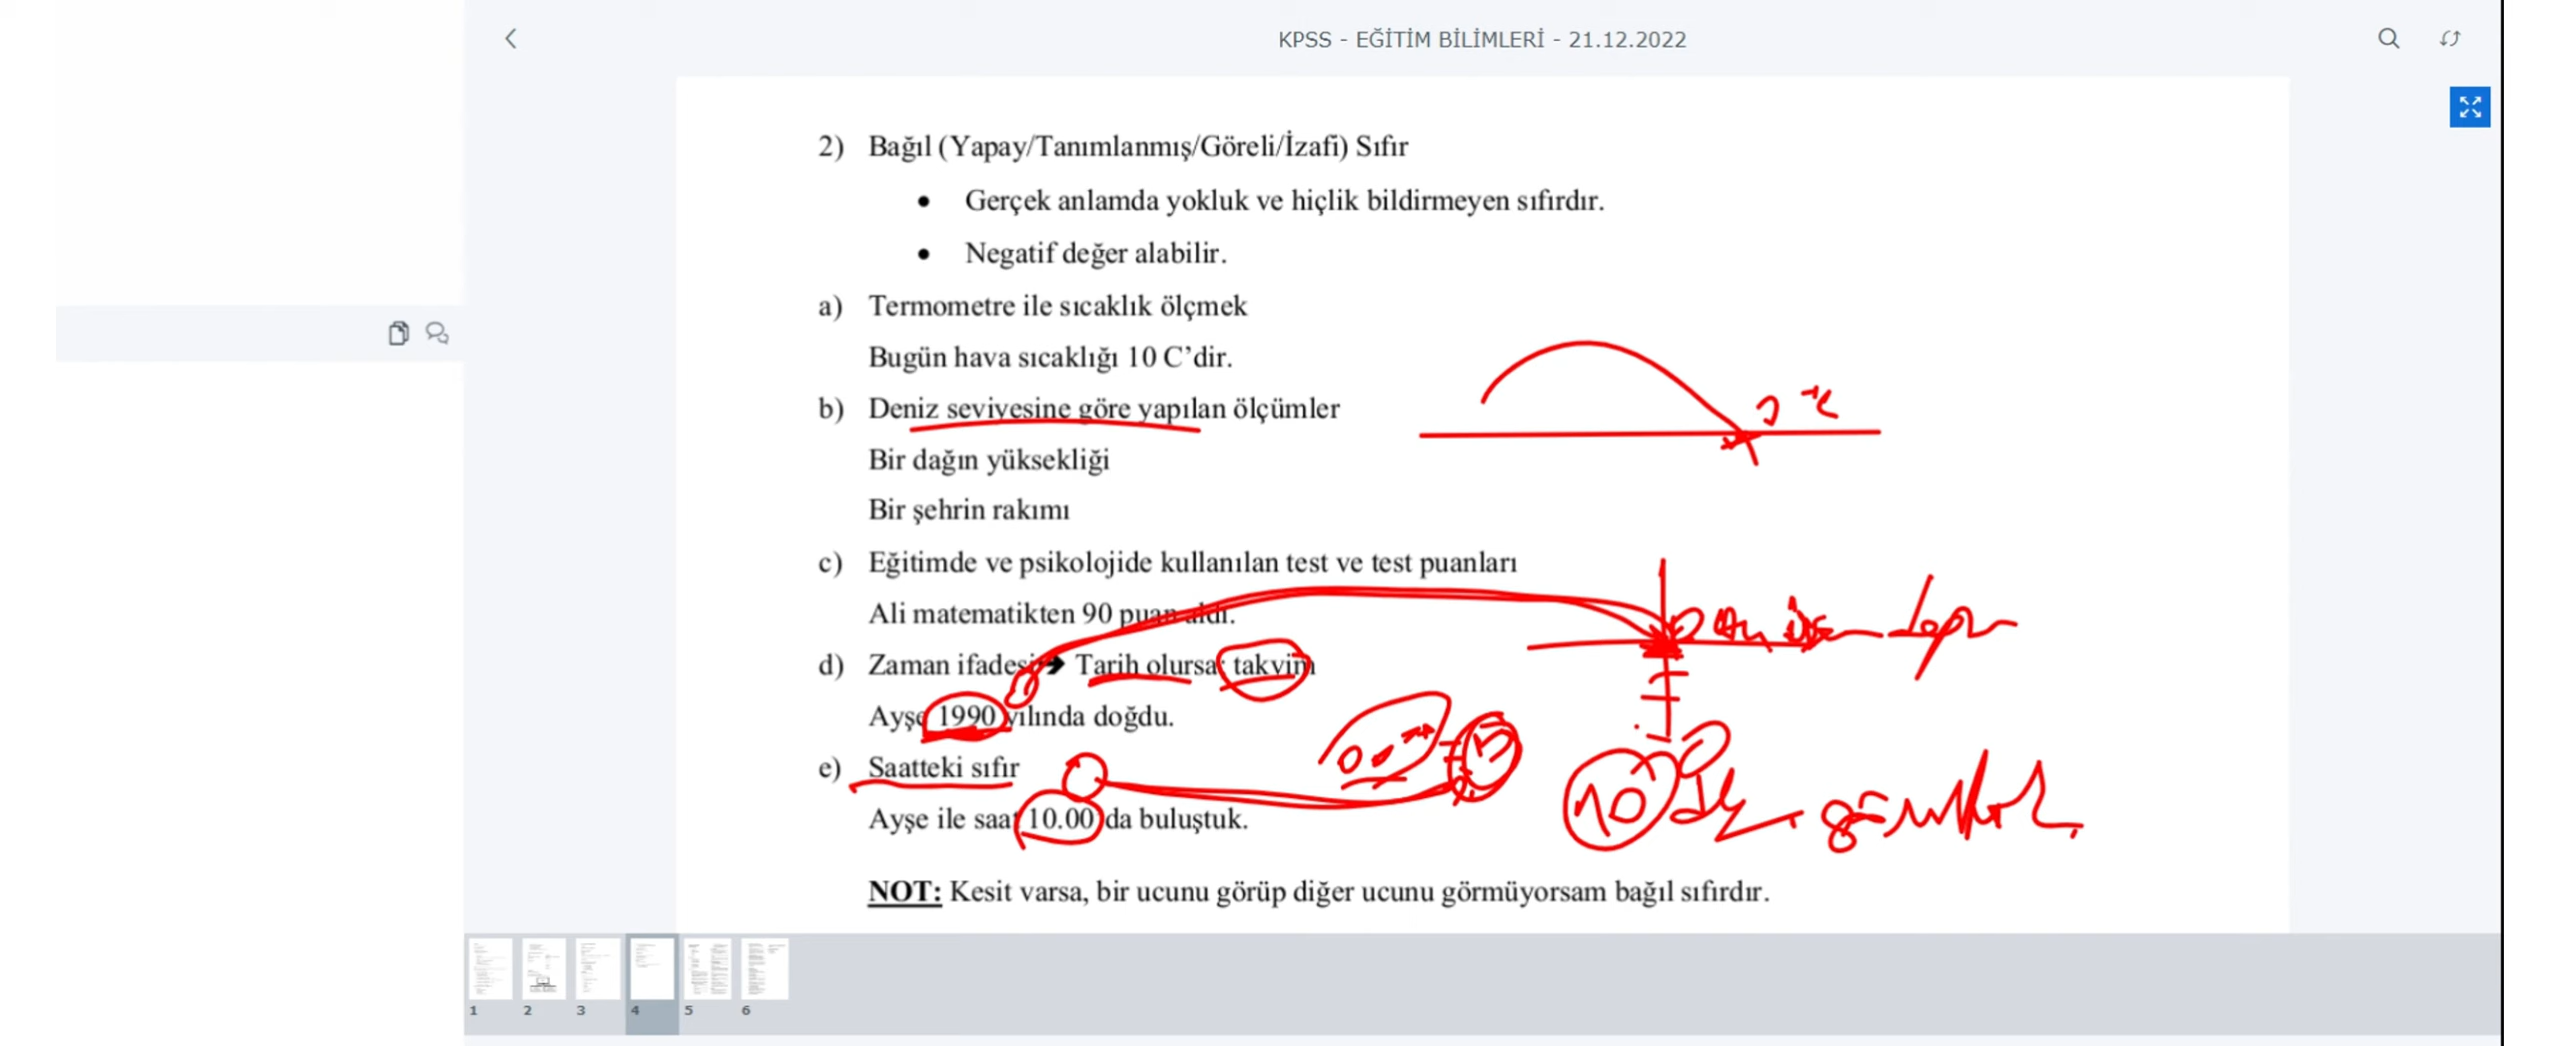 KPSS - EĞİTİM BİLİMLERİ - 21.12.2022
2) Bağıl (Yapay/Tanımlanmış/Göreli/İzafî) Sıfır
• Gerçek anlamda yokluk ve hiçlik bildirmeyen sıfırdır.
• Negatif değer alabilir.
a) Termometre ile sıcaklık ölçmek
Bugün hava sıcaklığı 10 C’dir.
b) Deniz seviyesine göre yapılan ölçümler
Bir dağın yüksekliği
Bir şehrin rakımı
c) Eğitimde ve psikolojide kullanılan test ve test puanları
Ali matematikten 90 puan aldı.
d) Zaman ifadesi➔ Tarih olursa; takvim
Ayşe 1990 yılında doğdu.
e) Saatteki sıfır
Ayşe ile saat 10.00 da buluştuk.
10
NOT: Kesit varsa, bir ucunu görüp diğer ucunu görmüyorsam bağıl sıfırdır.
1 2 3 4 5 6